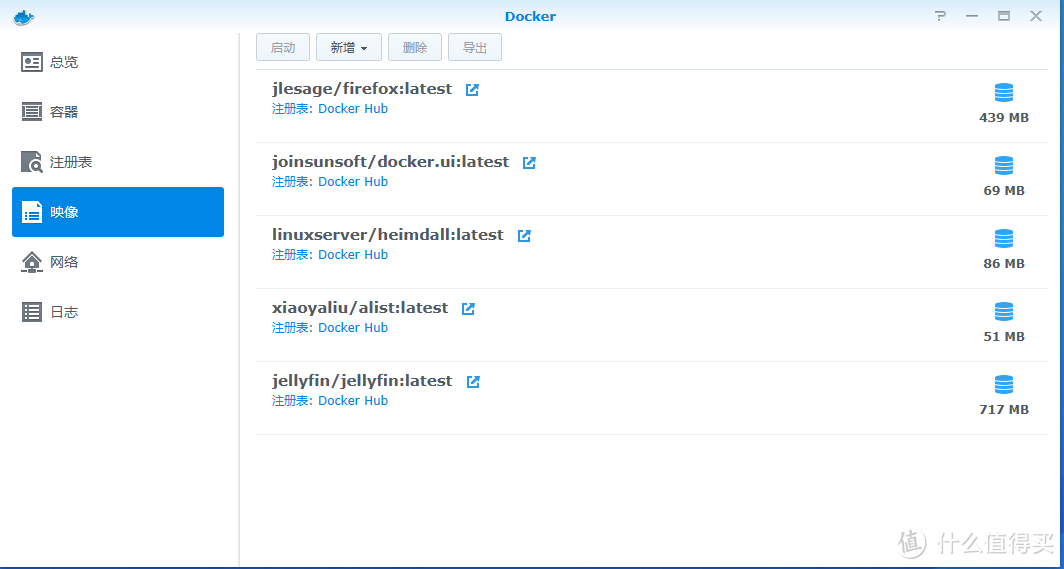 Docker
总览
容器
注册表
映像
网络
日志
启动 新增 删除 导出
jlesage/firefox:latest
注册表: Docker Hub
439 MB
joinsunsoft/docker.ui:latest
注册表: Docker Hub
69 MB
linuxserver/heimdall:latest
注册表: Docker Hub
86 MB
xiaoyaliu/alist:latest
注册表: Docker Hub
51 MB
jellyfin/jellyfin:latest
注册表: Docker Hub
717 MB
值 什么值得买